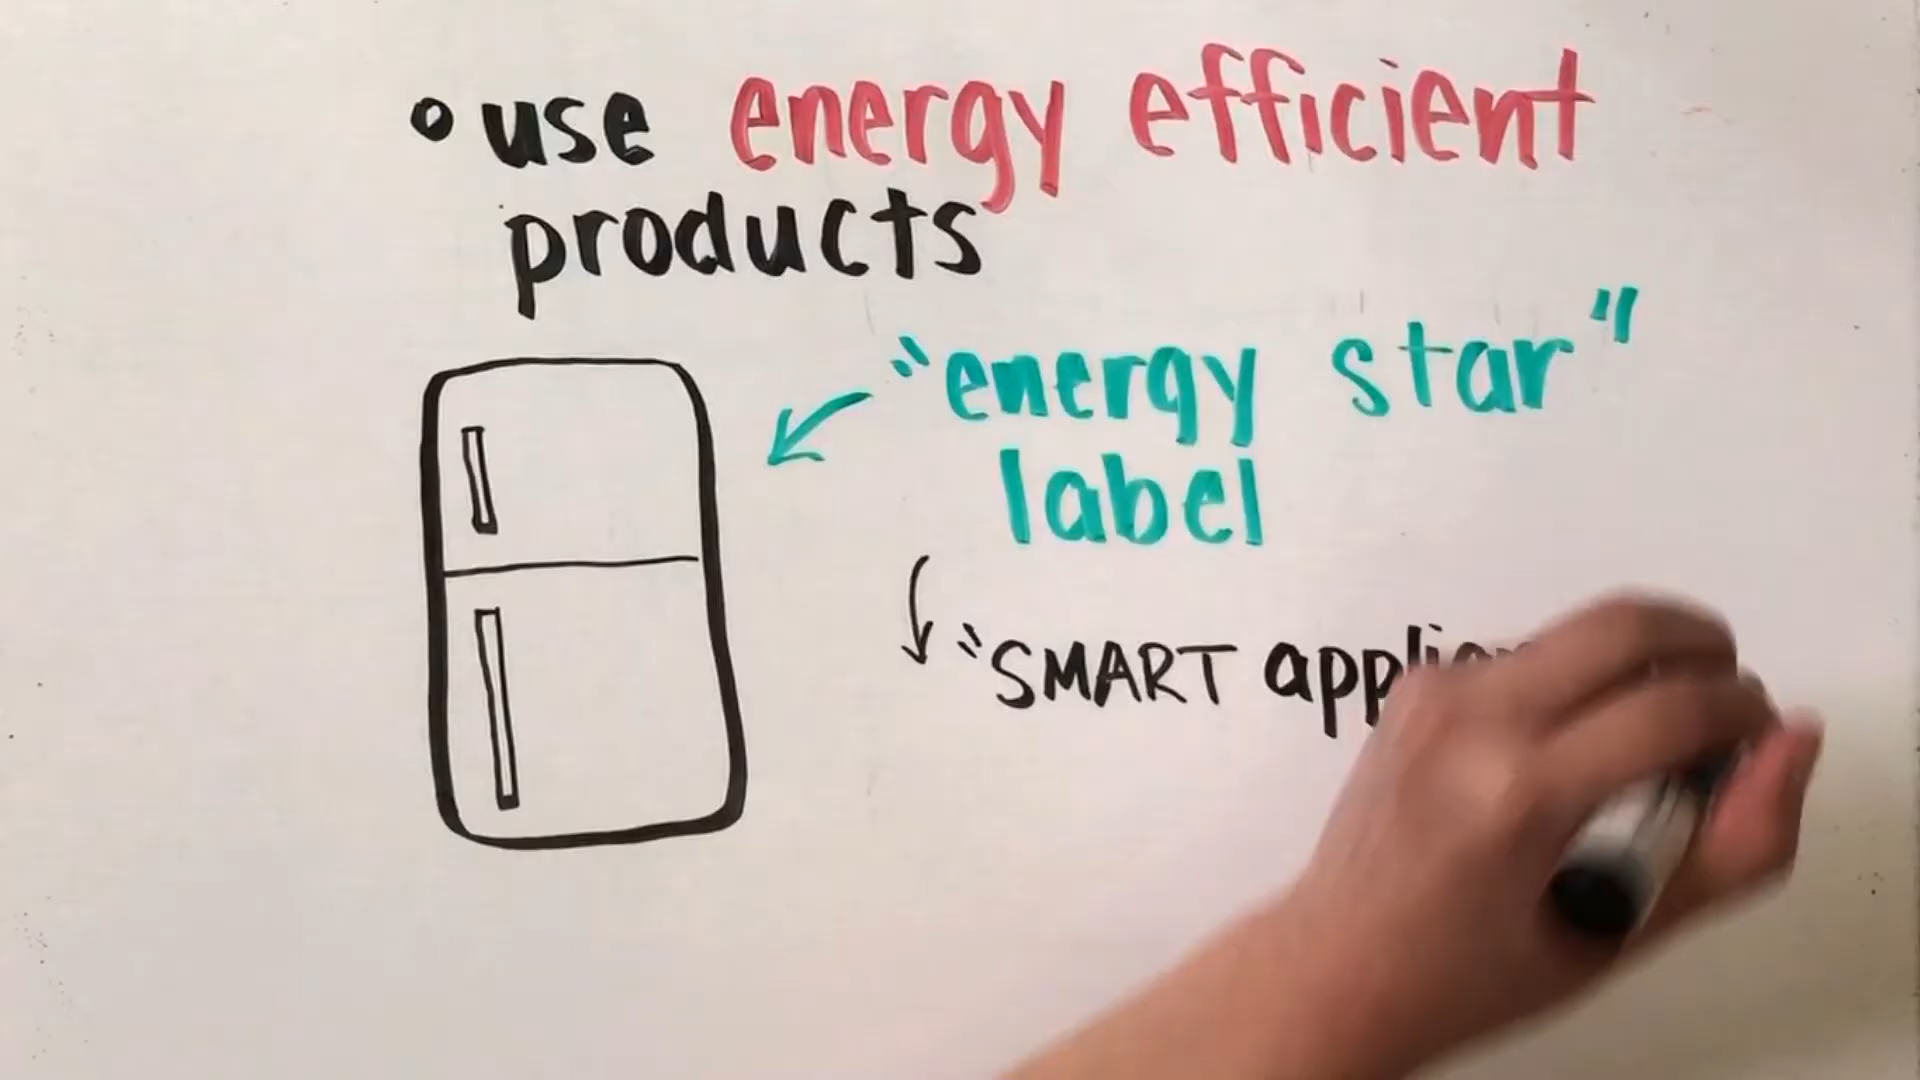 • use energy efficient
products
"energy star"
label
"SMART